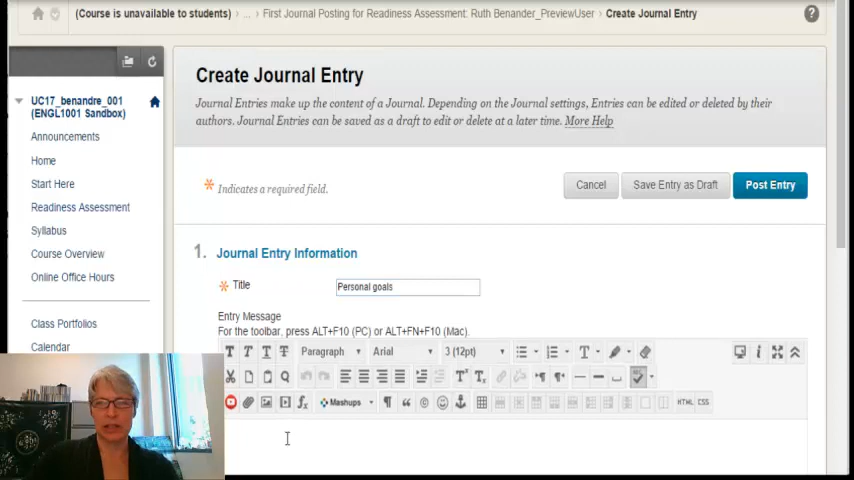 (Course is unavailable to students) > ... > First Journal Posting for Readiness Assessment: Ruth Benander_PreviewUser > Create Journal Entry
?
Create Journal Entry
Journal Entries make up the content of a Journal. Depending on the Journal settings, Entries can be edited or deleted by their
authors. Journal Entries can be saved as a draft to edit or delete at a later time. More Help
UC17_benandre_001
(ENGL1001 Sandbox)
Announcements
Home
Start Here
Readiness Assessment
Syllabus
Course Overview
Online Office Hours
Class Portfolios
Calendar
* Indicates a required field.
Cancel
Save Entry as Draft
Post Entry
1. Journal Entry Information
* Title
Personal goals
Entry Message
For the toolbar, press ALT+F10 (PC) or ALT+FN+F10 (Mac).
T T T T Paragraph Arial 3 (12pt)
Mashups
HTML CSS